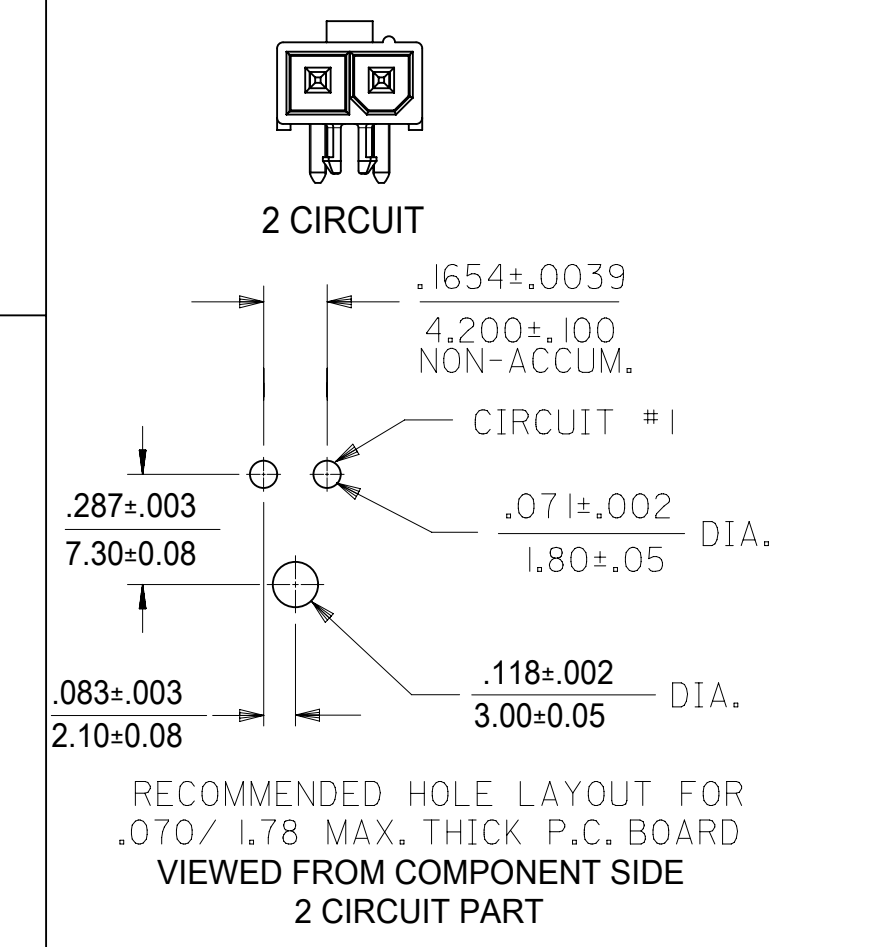 2 CIRCUIT
.1654±.0039
4.200±.100
NON-ACCUM.
CIRCUIT #1
.287±.003
7.30±0.08
.071±.002
1.80±.05
DIA.
.118±.002
3.00±0.05
DIA.
.083±.003
2.10±0.08
RECOMMENDED HOLE LAYOUT FOR
.070/ 1.78 MAX. THICK P.C. BOARD
VIEWED FROM COMPONENT SIDE
2 CIRCUIT PART